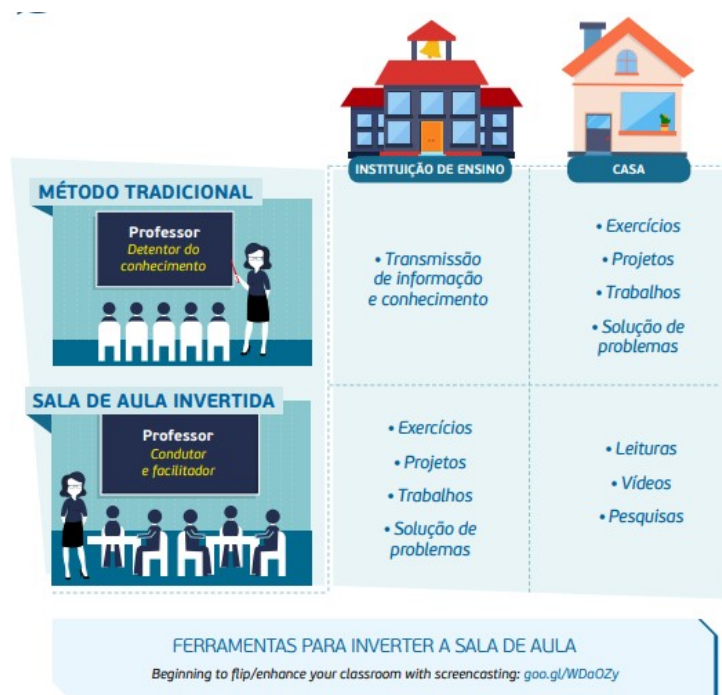 INSTITUIÇÃO DE ENSINO
CASA
MÉTODO TRADICIONAL
Professor
Detentor do
conhecimento
• Transmissão
de informação
e conhecimento
• Exercícios
• Projetos
• Trabalhos
• Solução de
problemas
SALA DE AULA INVERTIDA
Professor
Condutor
e facilitador
• Exercícios
• Projetos
• Trabalhos
• Solução de
problemas
• Leituras
• Vídeos
• Pesquisas
FERRAMENTAS PARA INVERTER A SALA DE AULA
Beginning to flip/enhance your classroom with screencasting: goo.gl/WDaOZy